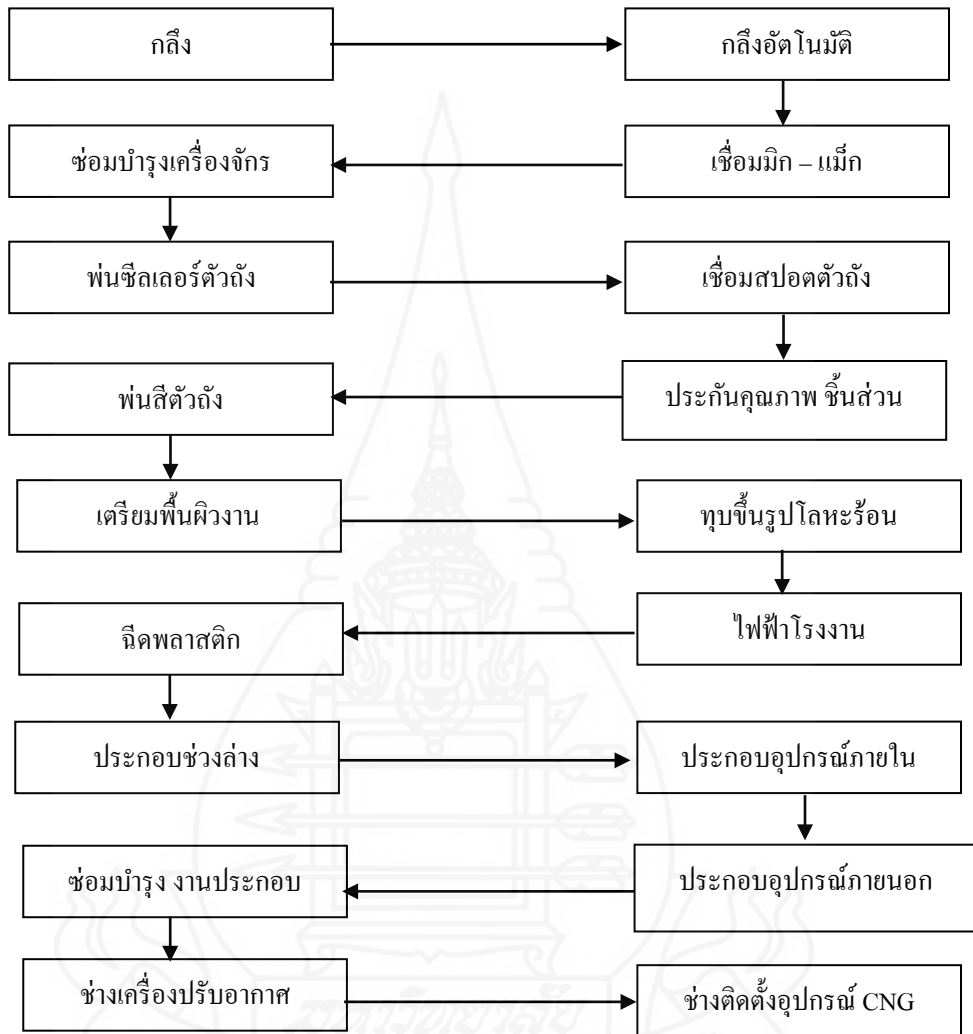 กลึง
กลึงอัตโนมัติ
ซ่อมบำรุงเครื่องจักร
เชื่อมมิก – แม็ก
พ่นซีลเลอร์ตัวถัง
เชื่อมสปอตตัวถัง
พ่นสีตัวถัง
ประกันคุณภาพ ชิ้นส่วน
เตรียมพื้นผิวงาน
ทุบขึ้นรูปโลหะร้อน
ฉีดพลาสติก
ไฟฟ้าโรงงาน
ประกอบช่วงล่าง
ประกอบอุปกรณ์ภายใน
ซ่อมบำรุง งานประกอบ
ประกอบอุปกรณ์ภายนอก
ช่างเครื่องปรับอากาศ
ช่างติดตั้งอุปกรณ์ CNG